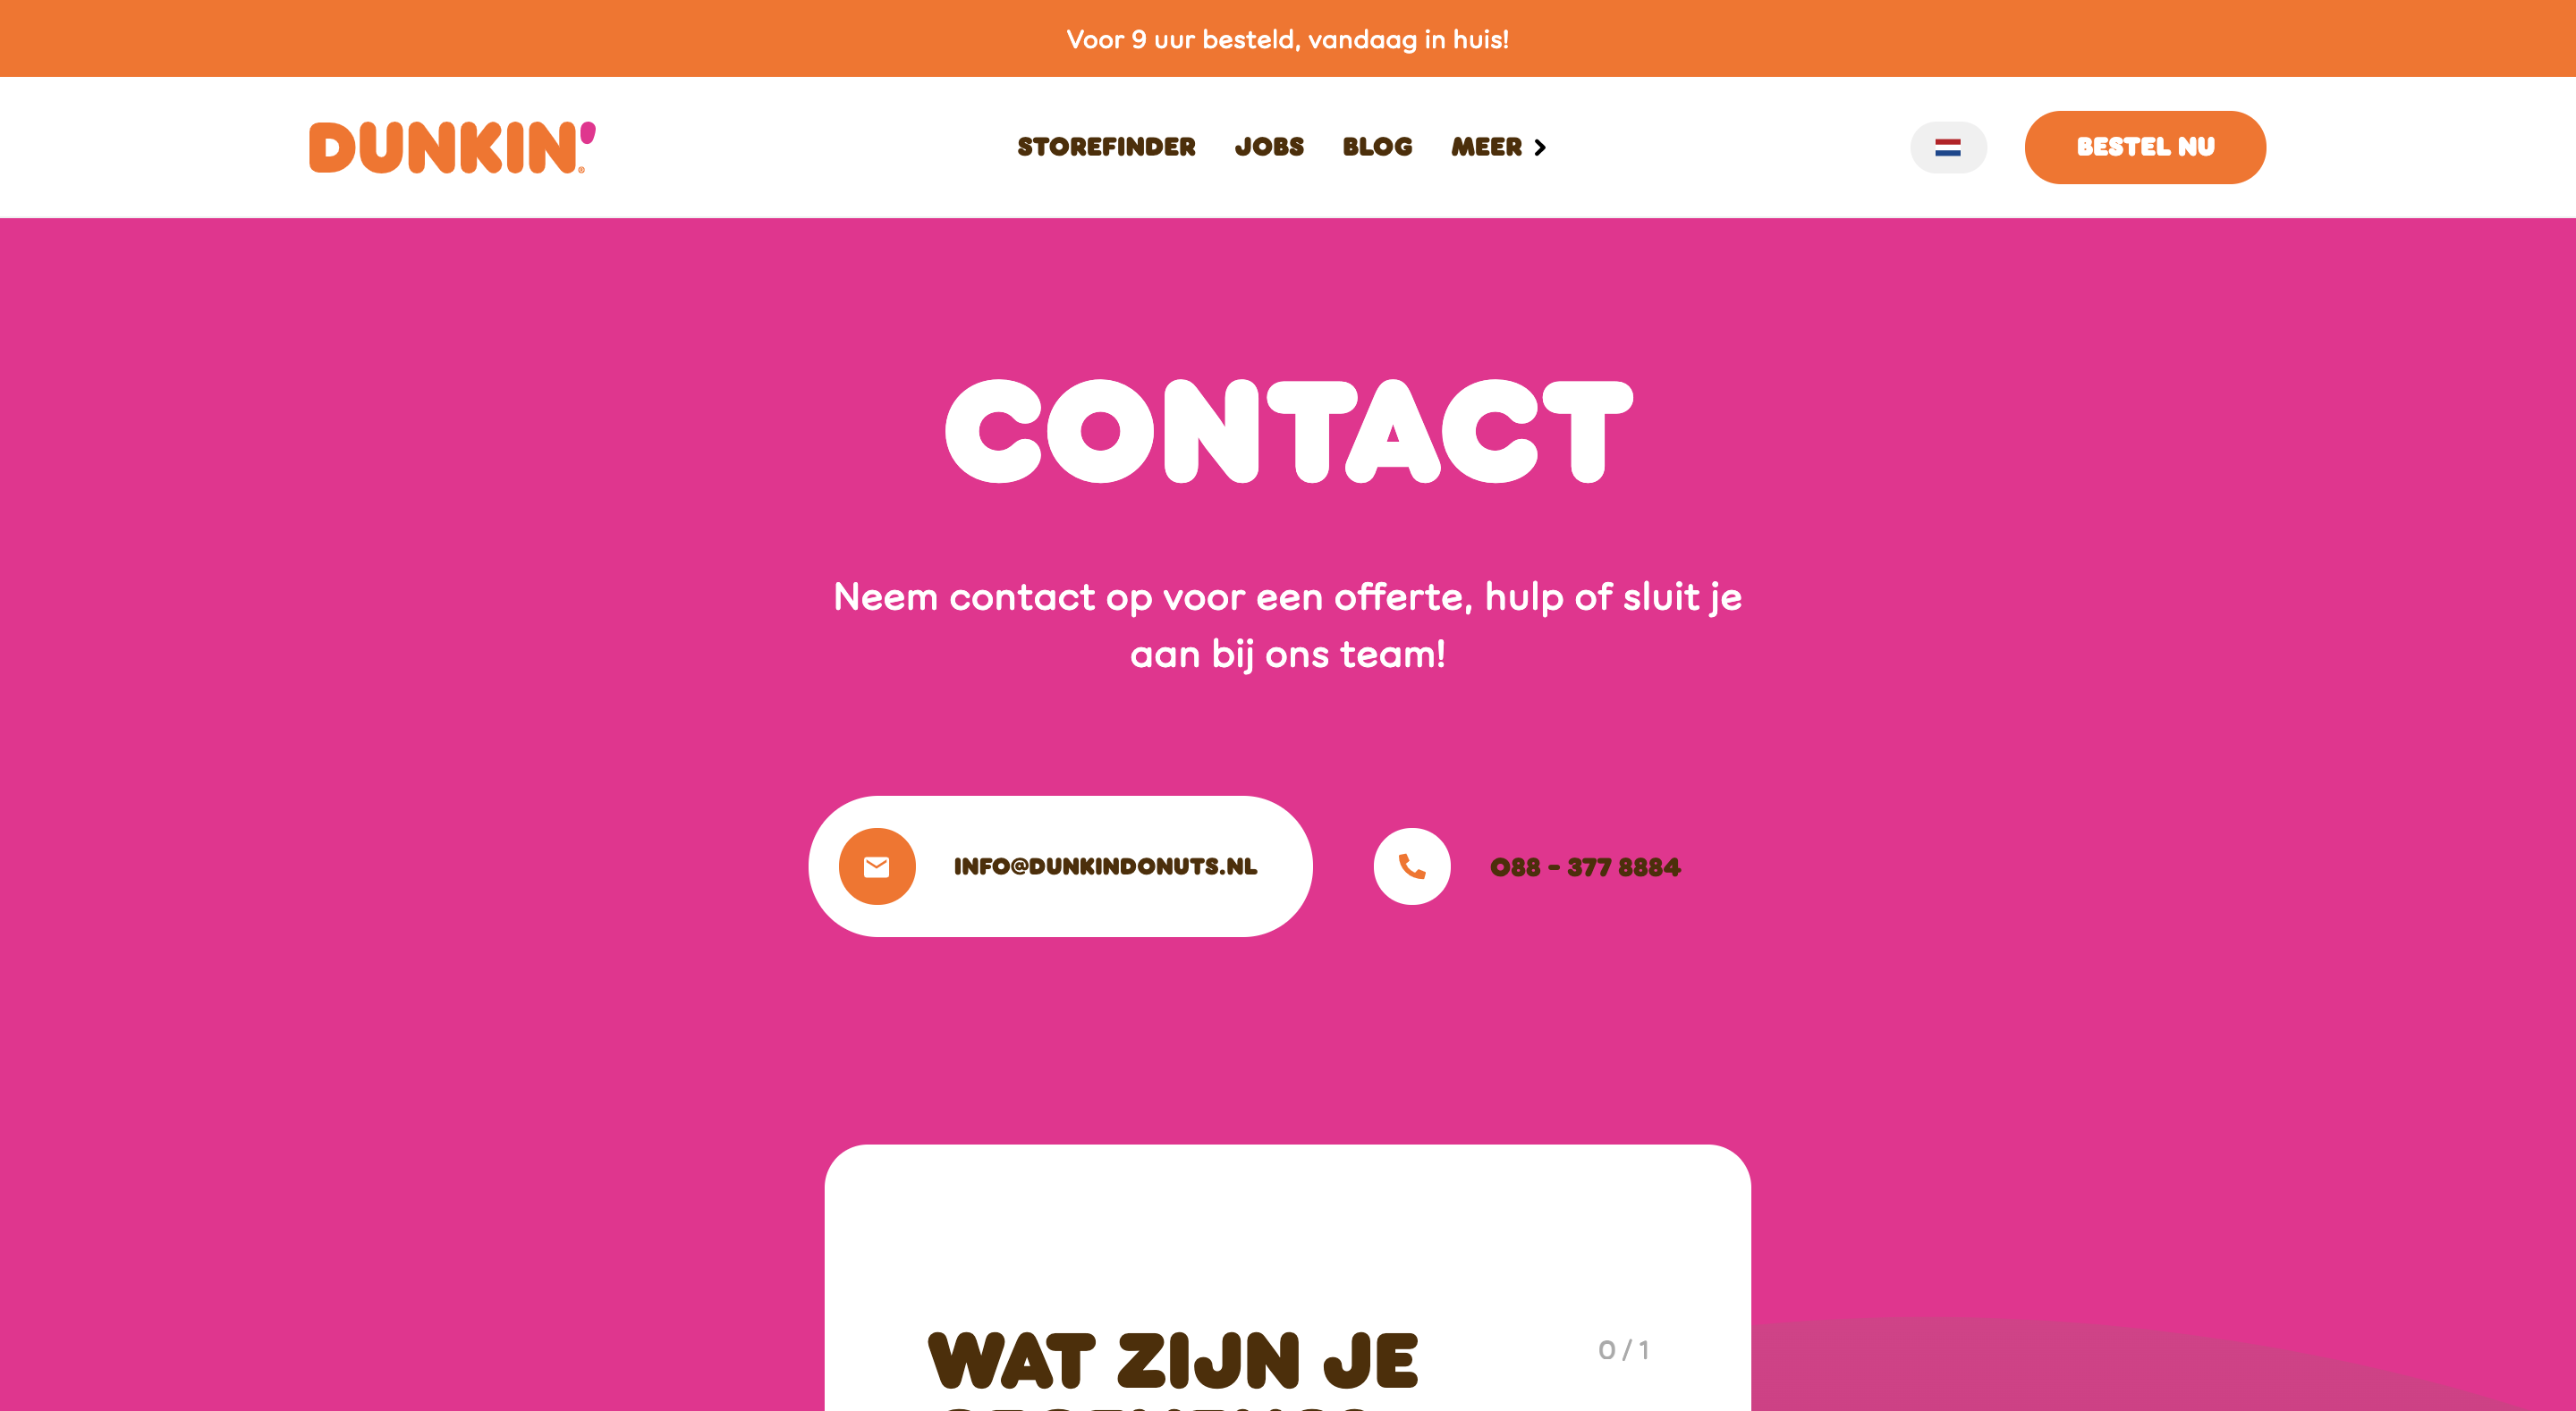 Voor 9 uur besteld, vandaag in huis!
DUNKIN'
STOREFINDER JOBS BLOG MEER
BESTEL NU
CONTACT
Neem contact op voor een offerte, hulp of sluit je
aan bij ons team!
INFO@DUNKINDONUTS.NL
088 - 377 8884
WAT ZIJN JE
0 / 1